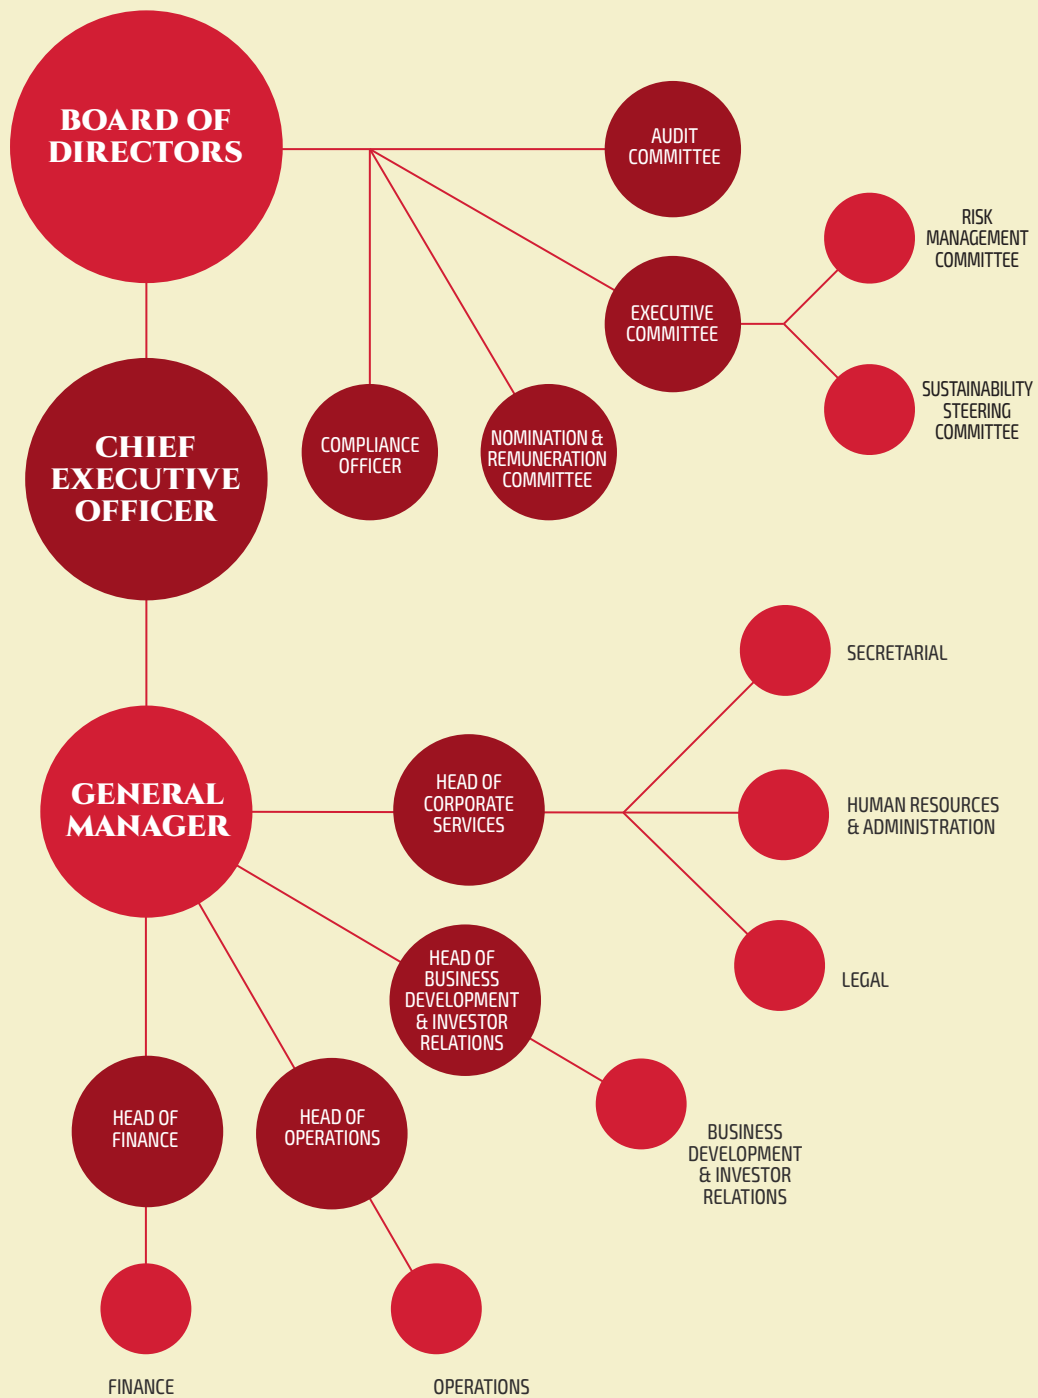 BOARD OF
DIRECTORS
AUDIT
COMMITTEE
RISK
MANAGEMENT
COMMITTEE
EXECUTIVE
COMMITTEE
SUSTAINABILITY
STEERING
COMMITTEE
COMPLIANCE
OFFICER
NOMINATION &
REMUNERATION
COMMITTEE
CHIEF
EXECUTIVE
OFFICER
SECRETARIAL
GENERAL
MANAGER
HEAD OF
CORPORATE
SERVICES
HUMAN RESOURCES
& ADMINISTRATION
LEGAL
HEAD OF
BUSINESS
DEVELOPMENT
& INVESTOR
RELATIONS
HEAD OF
FINANCE
HEAD OF
OPERATIONS
BUSINESS
DEVELOPMENT
& INVESTOR
RELATIONS
FINANCE
OPERATIONS